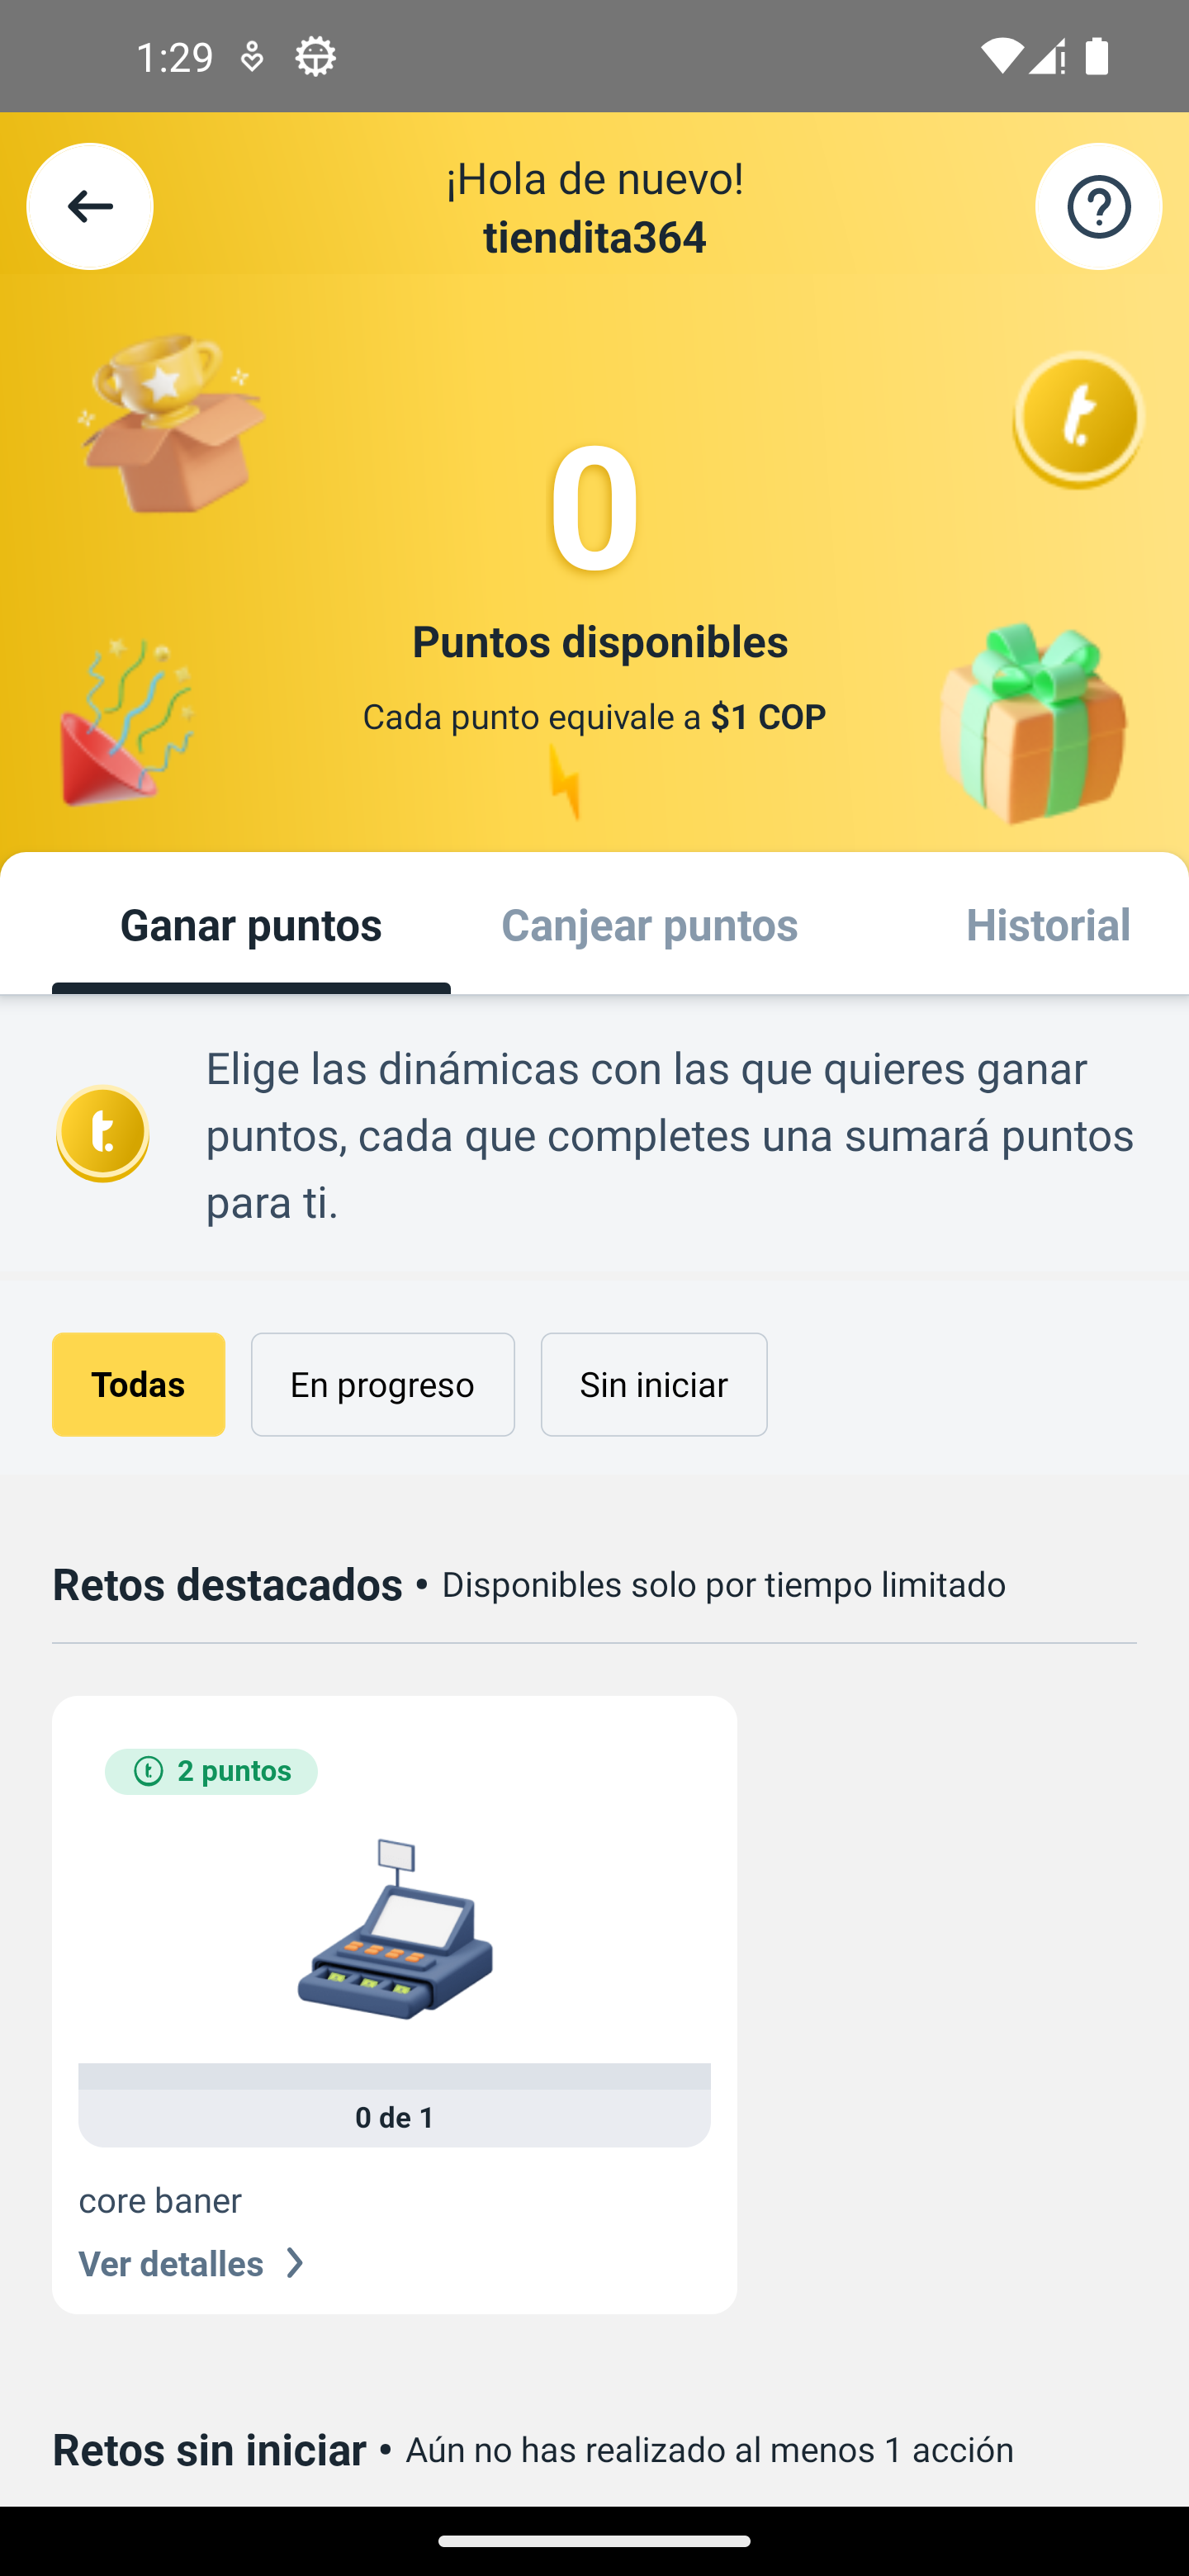 1:29
¡Hola de nuevo!
tiendita364
0
Puntos disponibles
Cada punto equivale a $1 COP
Ganar puntos
Canjear puntos
Historial
Elige las dinámicas con las que quieres ganar
puntos, cada que completes una sumará puntos
para ti.
Todas
En progreso
Sin iniciar
Retos destacados • Disponibles solo por tiempo limitado
2 puntos
0 de 1
core baner
Ver detalles
Retos sin iniciar • Aún no has realizado al menos 1 acción